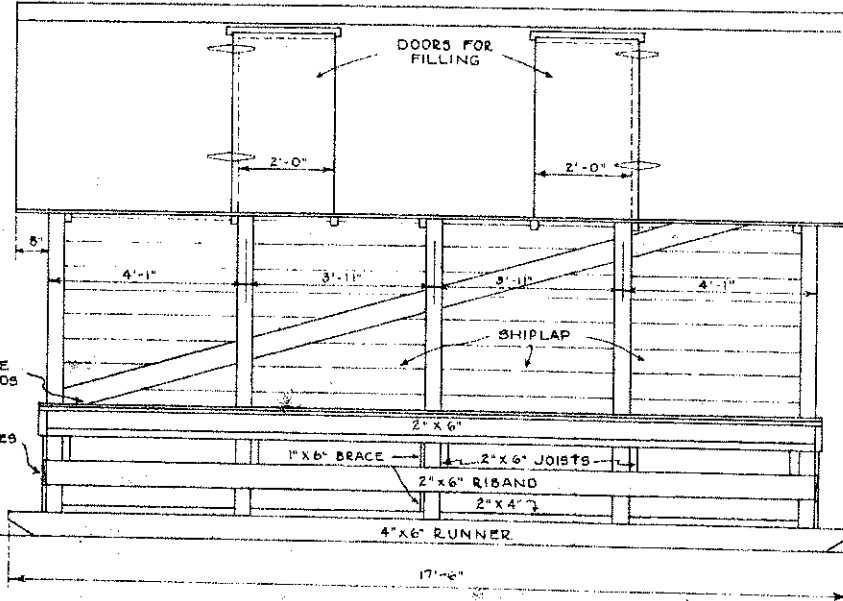 DOORS FOR
FILLING
2'-0"
2'-0"
8"
4'-1"
3'-11"
3'-11"
4'-1"
SHIPLAP
2" X 6"
1" X 6" BRACE
2" X 6" JOISTS
2" X 6" RIBAND
2" X 4"
4" X 6" RUNNER
17'-6"